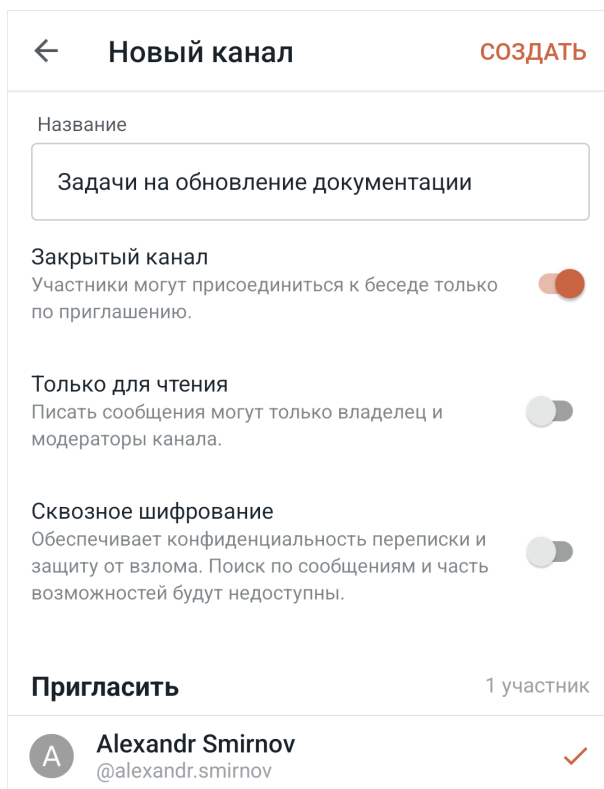 Новый канал
СОЗДАТЬ
Название
Задачи на обновление документации
Закрытый канал
Участники могут присоединиться к беседе только
по приглашению.
Только для чтения
Писать сообщения могут только владелец и
модераторы канала.
Сквозное шифрование
Обеспечивает конфиденциальность переписки и
защиту от взлома. Поиск по сообщениям и часть
возможностей будут недоступны.
Пригласить
1 участник
A
Alexandr Smirnov
@alexandr.smirnov